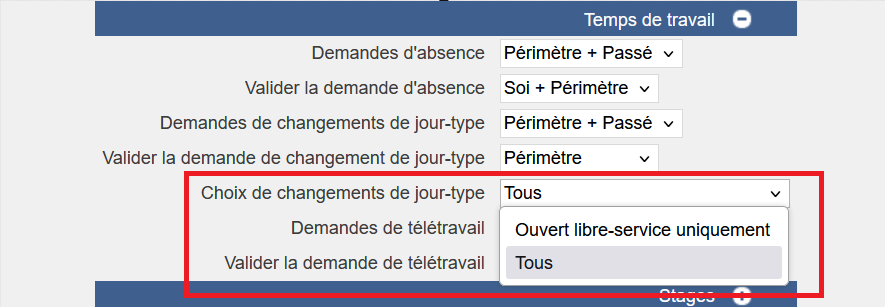 Temps de travail
Demandes d'absence Périmètre + Passé
Valider la demande d'absence Soi + Périmètre
Demandes de changements de jour-type Périmètre + Passé
Valider la demande de changement de jour-type Périmètre
Choix de changements de jour-type Tous
Demandes de télétravail Ouvert libre-service uniquement
Valider la demande de télétravail Tous
Stages